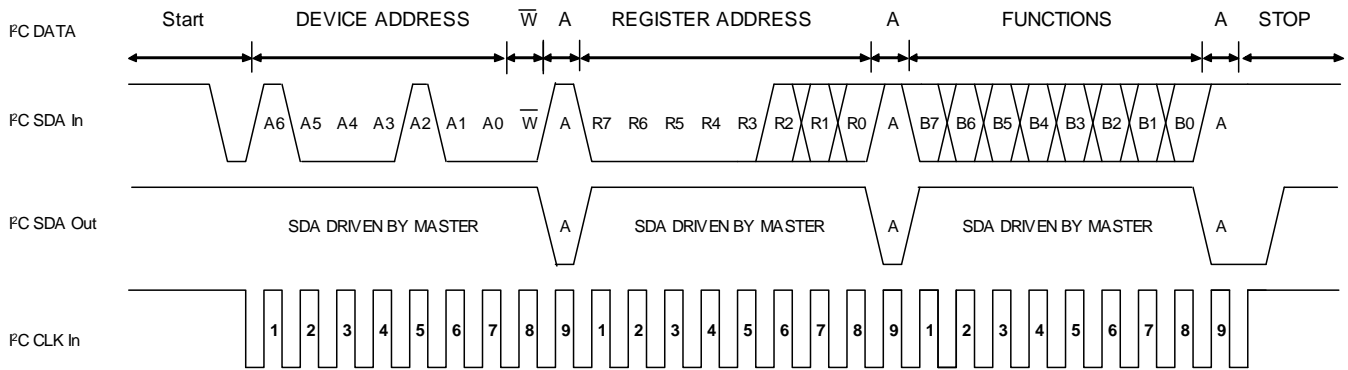 I²C DATA Start DEVICE ADDRESS W̅ A REGISTER ADDRESS A FUNCTIONS A STOP
I²C SDA In A6 A5 A4 A3 A2 A1 A0 W̅ A R7 R6 R5 R4 R3 R2 R1 R0 A B7 B6 B5 B4 B3 B2 B1 B0 A
I²C SDA Out SDA DRIVEN BY MASTER A SDA DRIVEN BY MASTER A SDA DRIVEN BY MASTER A
I²C CLK In 1 2 3 4 5 6 7 8 9 1 2 3 4 5 6 7 8 9 1 2 3 4 5 6 7 8 9